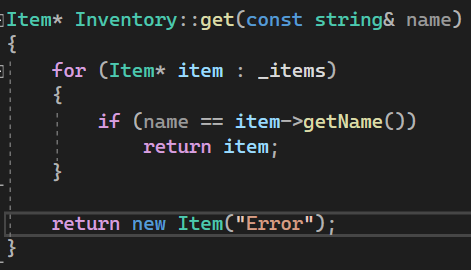 Item* Inventory::get(const string& name)
{
    for (Item* item : _items)
    {
        if (name == item->getName())
            return item;
    }
    return new Item("Error");
}